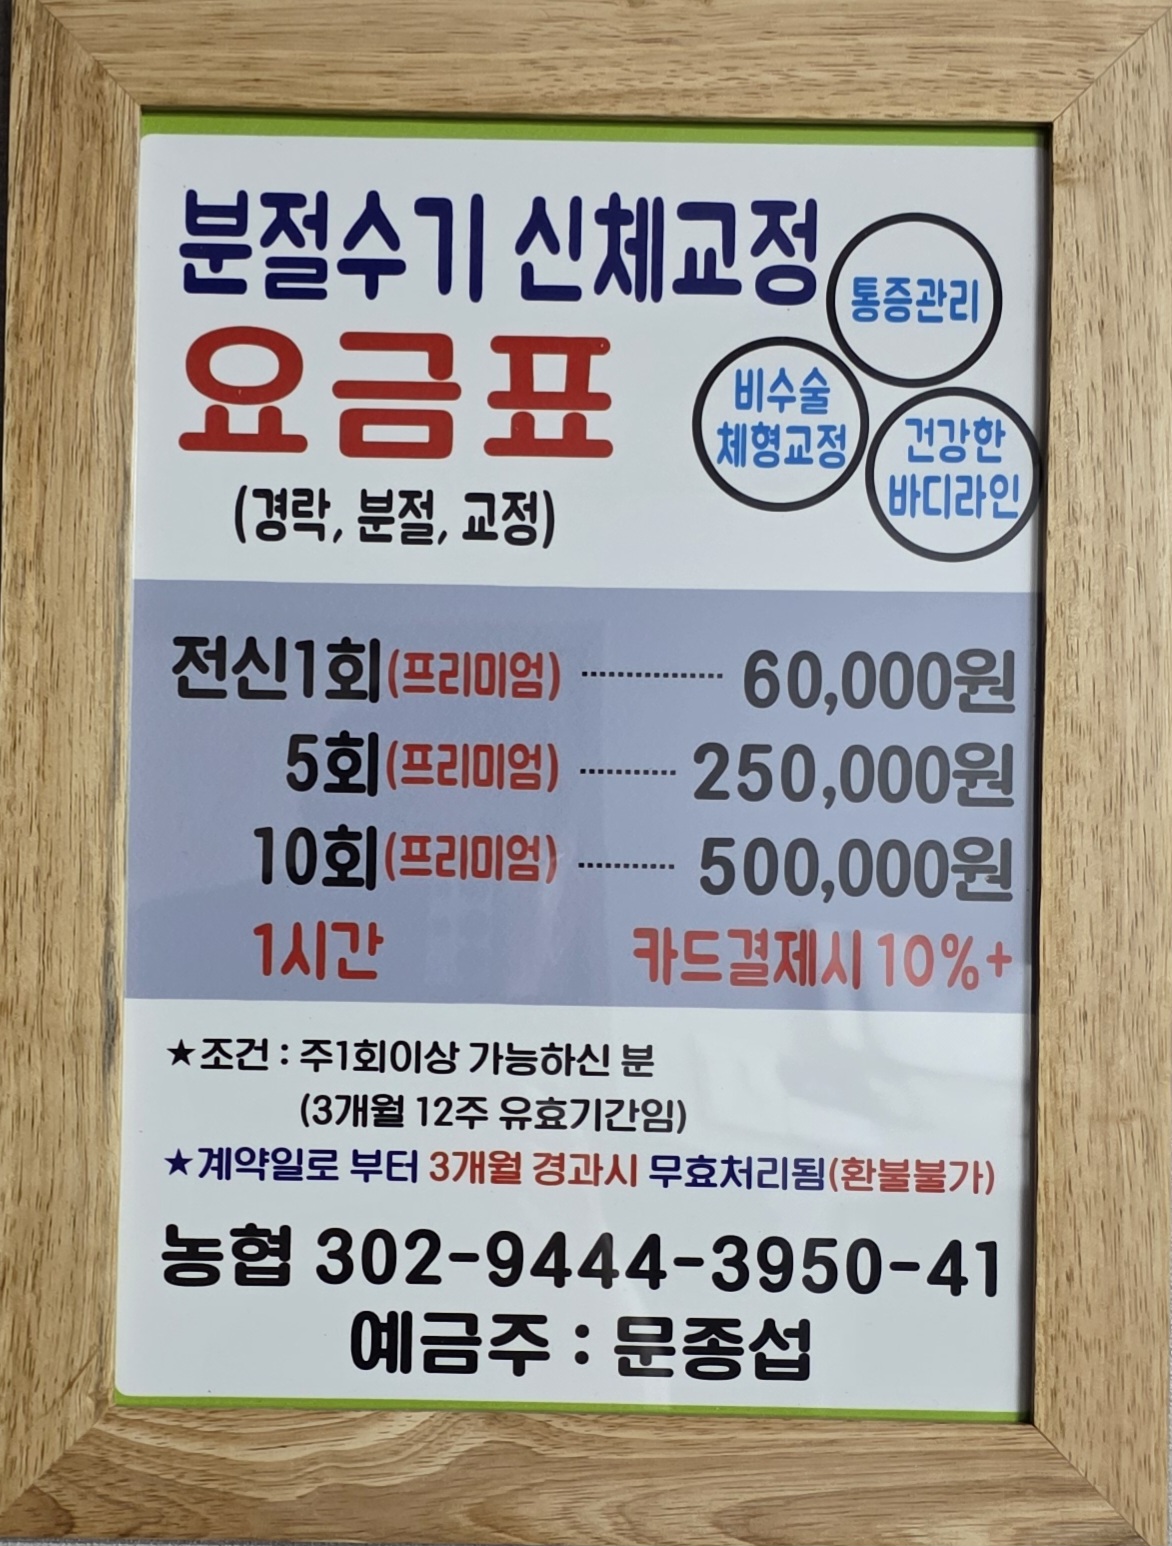 분절수기 신체교정
요금표
(경락, 분절, 교정)
통증관리
비수술
체형교정
건강한
바디라인
전신1회(프리미엄) ················ 60,000원
5회(프리미엄) ··········· 250,000원
10회(프리미엄) ··········· 500,000원
1시간 카드결제시 10%+
★조건 : 주1회이상 가능하신 분
(3개월 12주 유효기간임)
★계약일로 부터 3개월 경과시 무효처리됨(환불불가)
농협 302-9444-3950-41
예금주 : 문종섭